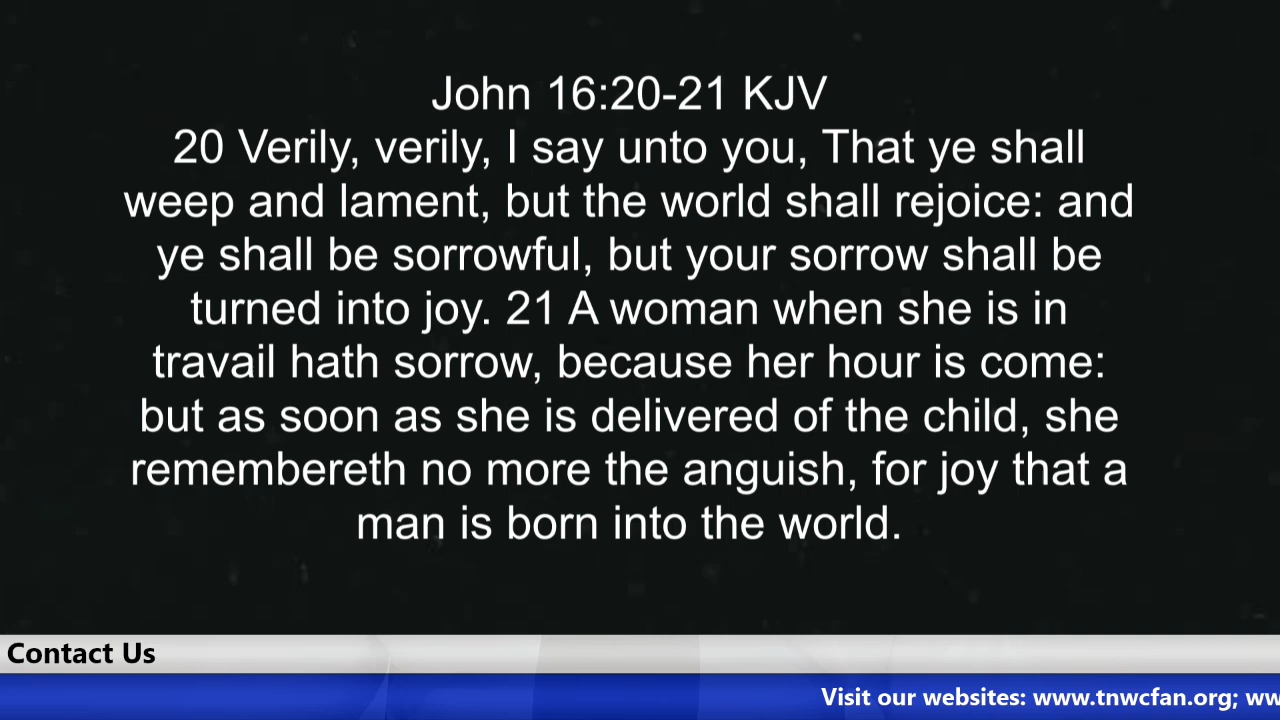 John 16:20-21 KJV
20 Verily, verily, I say unto you, That ye shall
weep and lament, but the world shall rejoice: and
ye shall be sorrowful, but your sorrow shall be
turned into joy. 21 A woman when she is in
travail hath sorrow, because her hour is come:
but as soon as she is delivered of the child, she
remembereth no more the anguish, for joy that a
man is born into the world.
Contact Us
Visit our websites: www.tnwcfan.org; ww